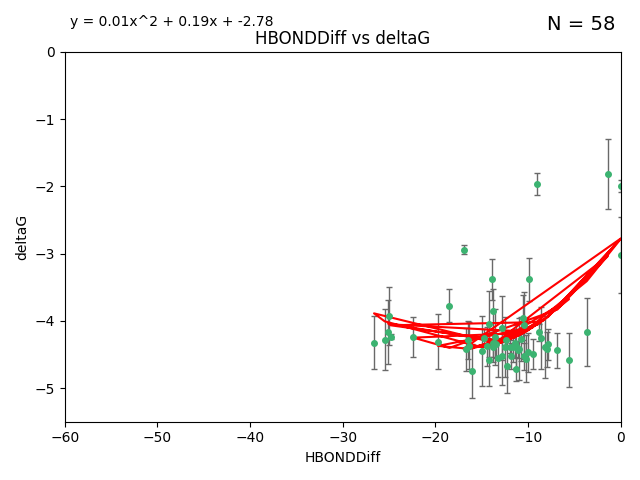 y = 0.01x^2 + 0.19x + -2.78
N = 58
HBONDDiff vs deltaG
0
−1
−2
−3
−4
−5
deltaG
−60 −50 −40 −30 −20 −10 0
HBONDDiff